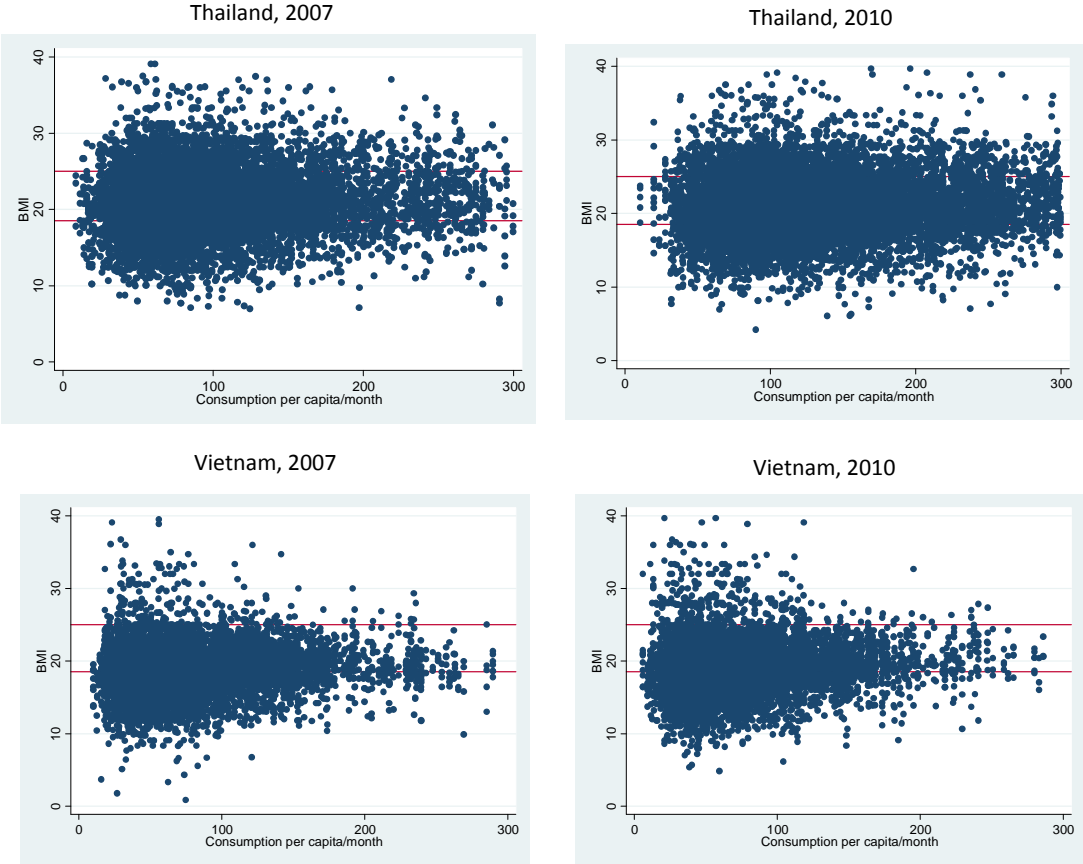 Thailand, 2007
Thailand, 2010
40
30
20
10
0
BMI
0 100 200 300
Consumption per capita/month
40
30
20
10
0
BMI
0 100 200 300
Consumption per capita/month
Vietnam, 2007
Vietnam, 2010
40
30
20
10
0
BMI
0 100 200 300
Consumption per capita/month
40
30
20
10
0
BMI
0 100 200 300
Consumption per capita/month